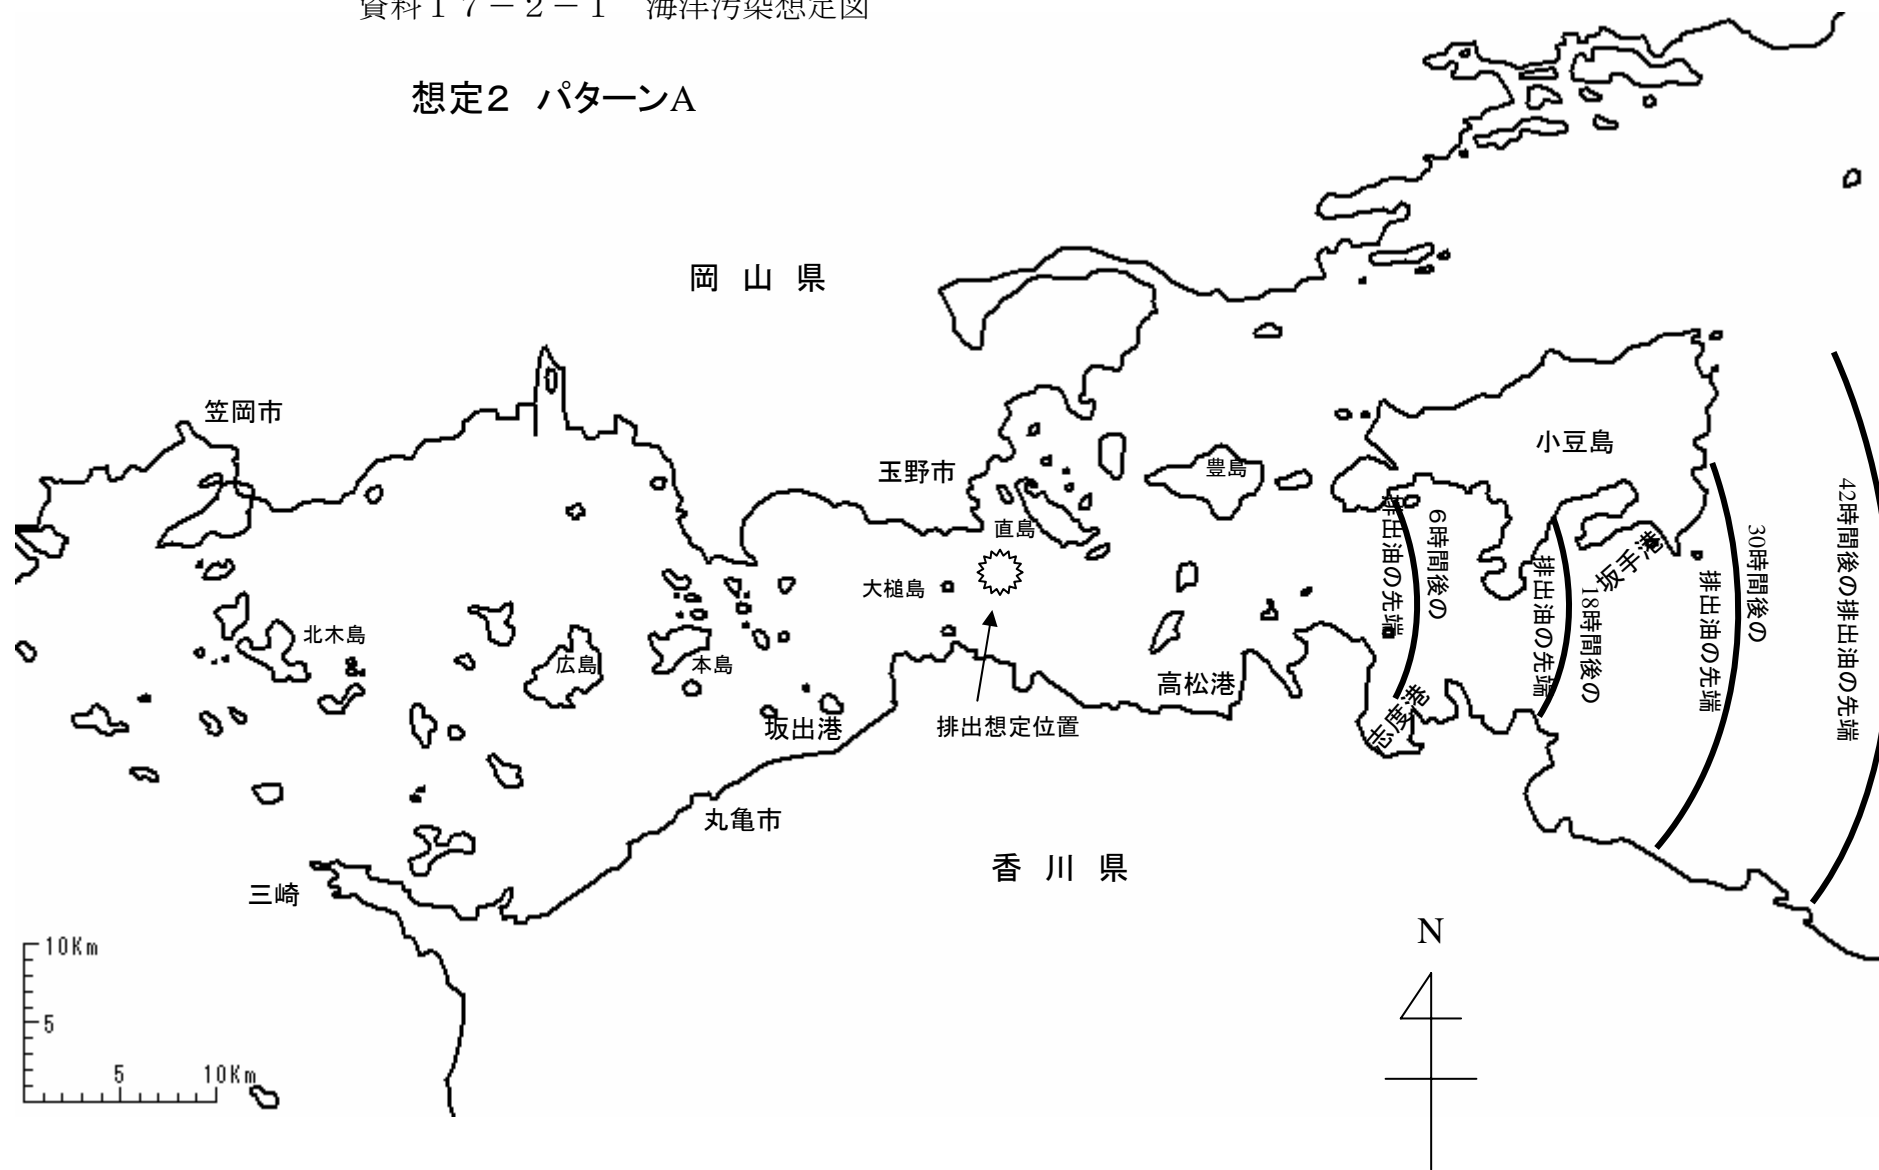 資料１７－２－１　海洋汚染想定図
想定２　パターンA
岡 山 県
笠岡市
小豆島
玉野市
豊島
直島
大槌島
坂手港
6時間後の
排出油の先端
18時間後の
排出油の先端
30時間後の
排出油の先端
42時間後の排出油の先端
北木島
広島
本島
高松港
志度港
坂出港
排出想定位置
丸亀市
香 川 県
三崎
N
10Km
5
5
10Km